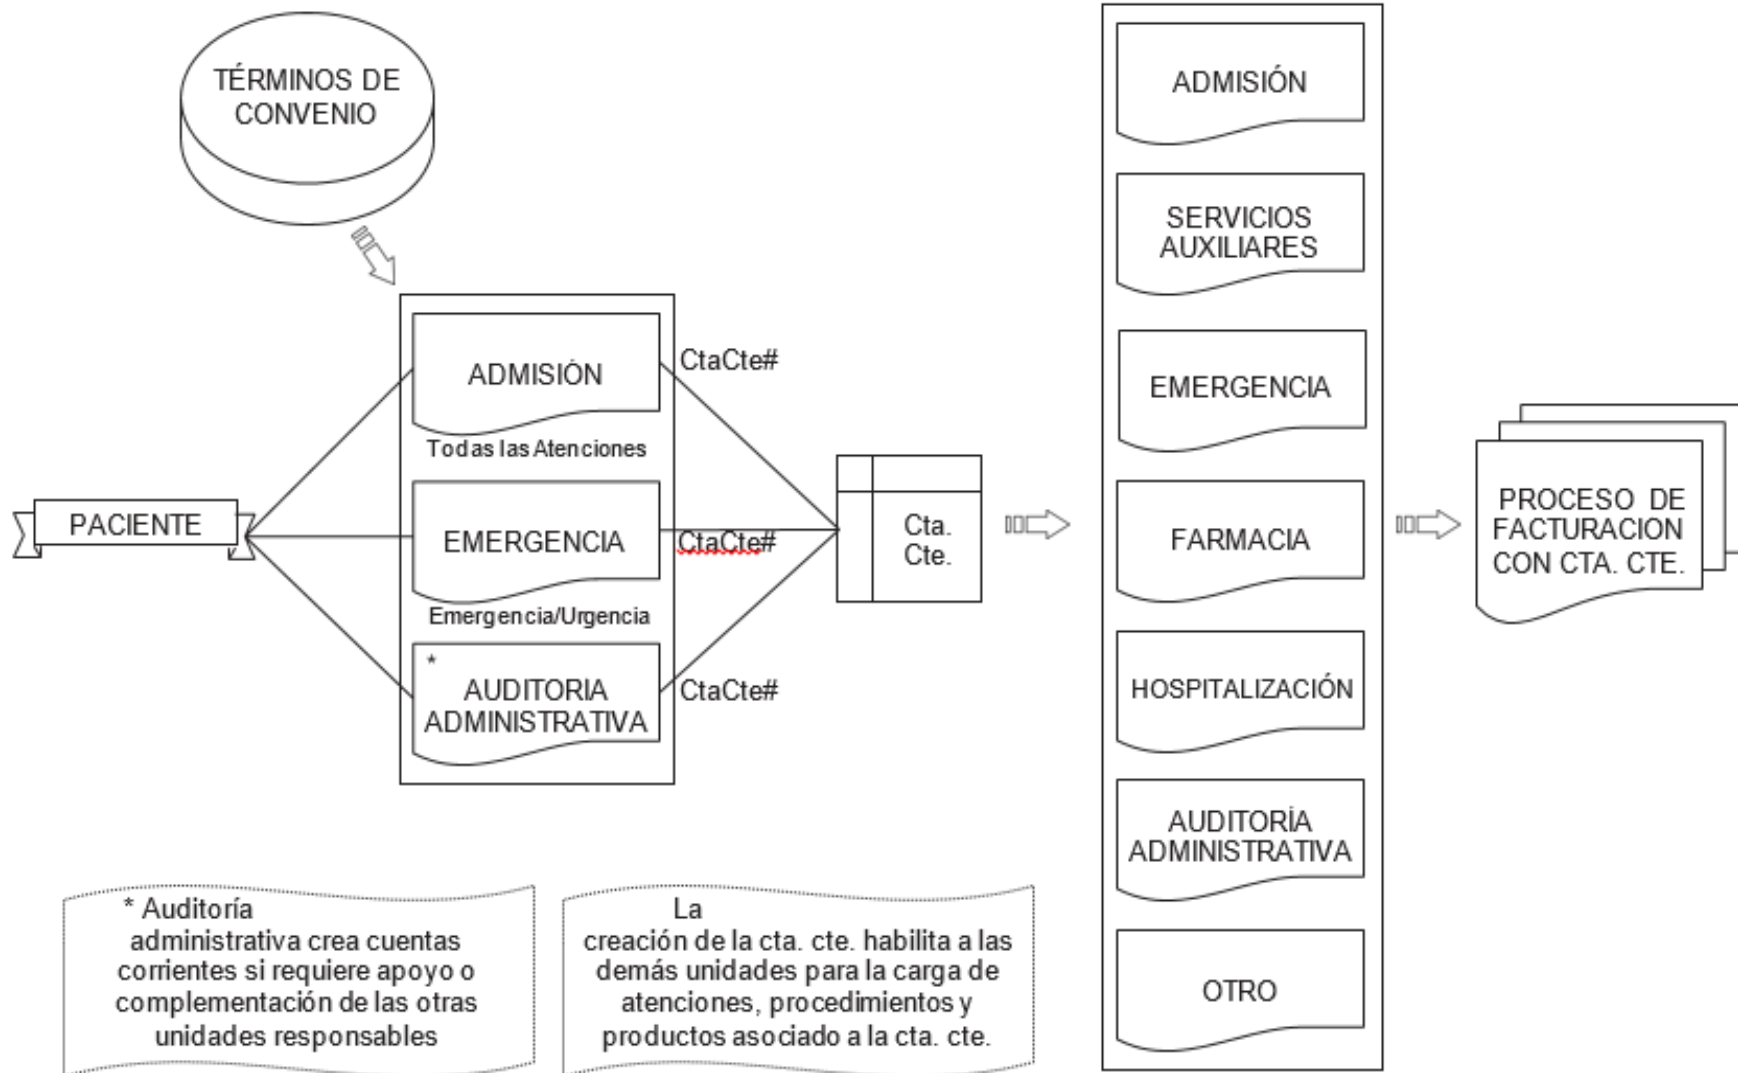 TÉRMINOS DE
CONVENIO
PACIENTE
ADMISIÓN
Todas las Atenciones
EMERGENCIA
Emergencia/Urgencia
*
AUDITORIA
ADMINISTRATIVA
CtaCte#
CtaCte#
CtaCte#
Cta.
Cte.
ADMISIÓN
SERVICIOS
AUXILIARES
EMERGENCIA
FARMACIA
HOSPITALIZACIÓN
AUDITORÍA
ADMINISTRATIVA
OTRO
PROCESO DE
FACTURACION
CON CTA. CTE.
* Auditoría
administrativa crea cuentas
corrientes si requiere apoyo o
complementación de las otras
unidades responsables
La
creación de la cta. cte. habilita a las
demás unidades para la carga de
atenciones, procedimientos y
productos asociado a la cta. cte.